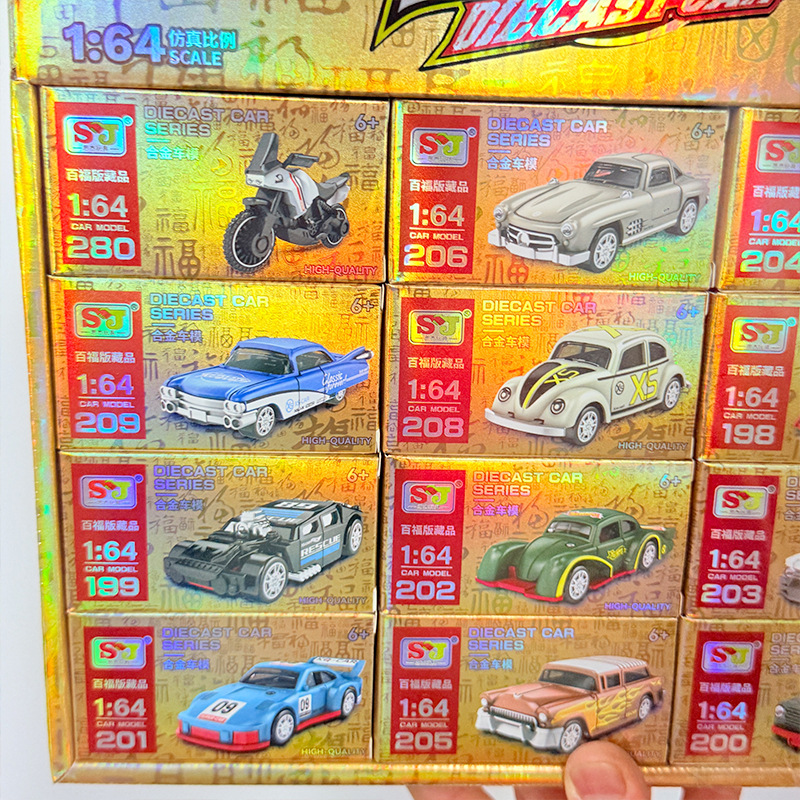 DIECAST CAR
1:64 仿真比例
SCALE
SJ
DIECAST CAR
SERIES
合金车模
6+
百福版藏品
1:64
CAR MODEL
280
HIGH-QUALITY
SJ
DIECAST CAR
SERIES
合金车模
6+
百福版藏品
1:64
CAR MODEL
206
HIGH-QUALITY
SJ
百福版藏品
1:64
CAR MODEL
204
SJ
DIECAST CAR
SERIES
合金车模
6+
百福版藏品
1:64
CAR MODEL
209
Classic
forever
HIGH-QUALITY
SJ
DIECAST CAR
SERIES
合金车模
6+
百福版藏品
1:64
CAR MODEL
208
XS
XS
HIGH-QUALITY
SJ
百福版藏品
1:64
CAR MODEL
198
SJ
DIECAST CAR
SERIES
合金车模
6+
百福版藏品
1:64
CAR MODEL
199
RESCUE
HIGH-QUALITY
SJ
DIECAST CAR
SERIES
合金车模
6+
百福版藏品
1:64
CAR MODEL
202
HIGH-QUALITY
SJ
百福版藏品
1:64
CAR MODEL
203
SJ
DIECAST CAR
SERIES
合金车模
6+
百福版藏品
1:64
CAR MODEL
201
09
09
HIGH-QUALITY
SJ
DIECAST CAR
SERIES
合金车模
6+
百福版藏品
1:64
CAR MODEL
205
SJ
百福版藏品
1:64
CAR MODEL
200